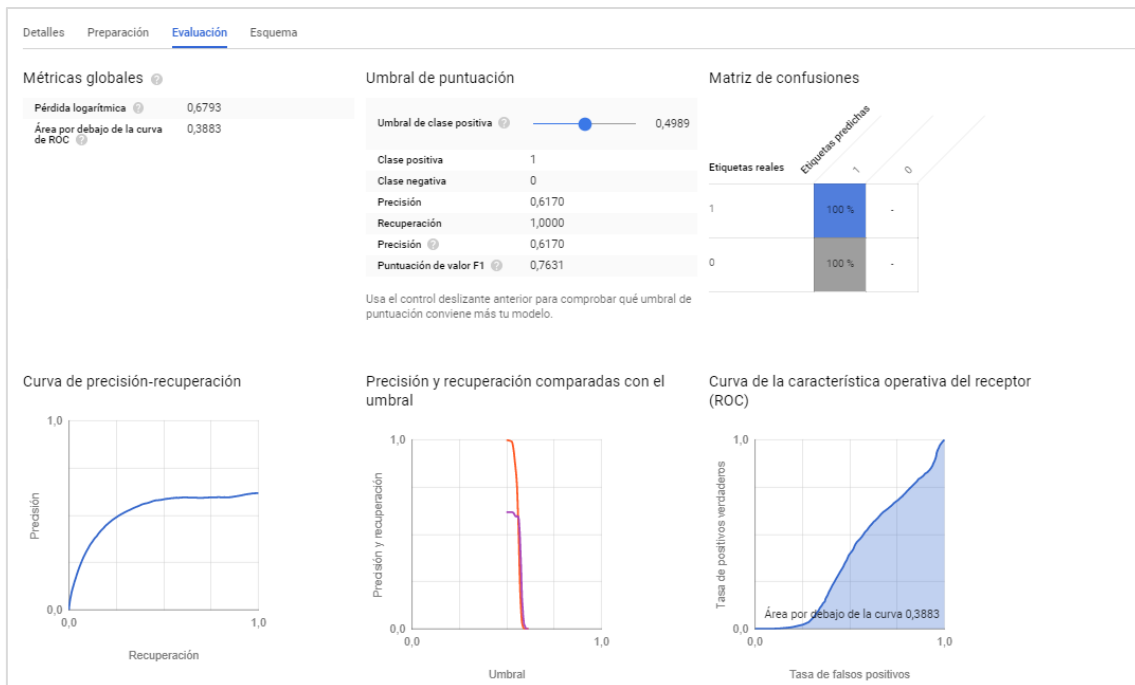 Detalles Preparación Evaluación Esquema
Métricas globales
Pérdida logarítmica 0,6793
Área por debajo de la curva
de ROC 0,3883
Umbral de puntuación
Umbral de clase positiva 0,4989
Clase positiva 1
Clase negativa 0
Precisión 0,6170
Recuperación 1,0000
Precisión 0,6170
Puntuación de valor F1 0,7631
Usa el control deslizante anterior para comprobar qué umbral de
puntuación conviene más tu modelo.
Matriz de confusiones
Etiquetas predichas
Etiquetas reales 1 0
1 100 % -
0 100 % -
Curva de precisión-recuperación
1,0
Precisión
0,0
0,0 1,0
Recuperación
Precisión y recuperación comparadas con el
umbral
1,0
Precisión y recuperación
0,0
0,0 1,0
Umbral
Curva de la característica operativa del receptor
(ROC)
1,0
Tasa de positivos verdaderos
Área por debajo de la curva 0,3883
0,0
0,0 1,0
Tasa de falsos positivos